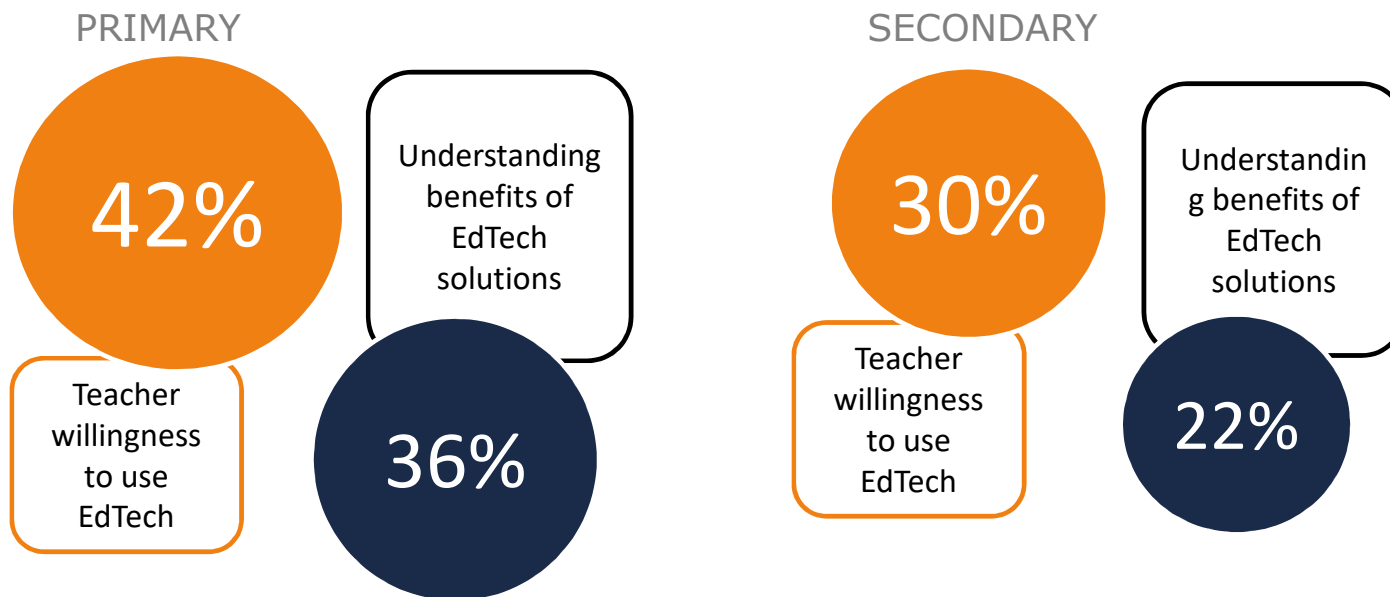 PRIMARY
42%
Understanding
benefits of
EdTech
solutions
Teacher
willingness
to use
EdTech
36%
SECONDARY
30%
Understandin
g benefits of
EdTech
solutions
Teacher
willingness
to use
EdTech
22%